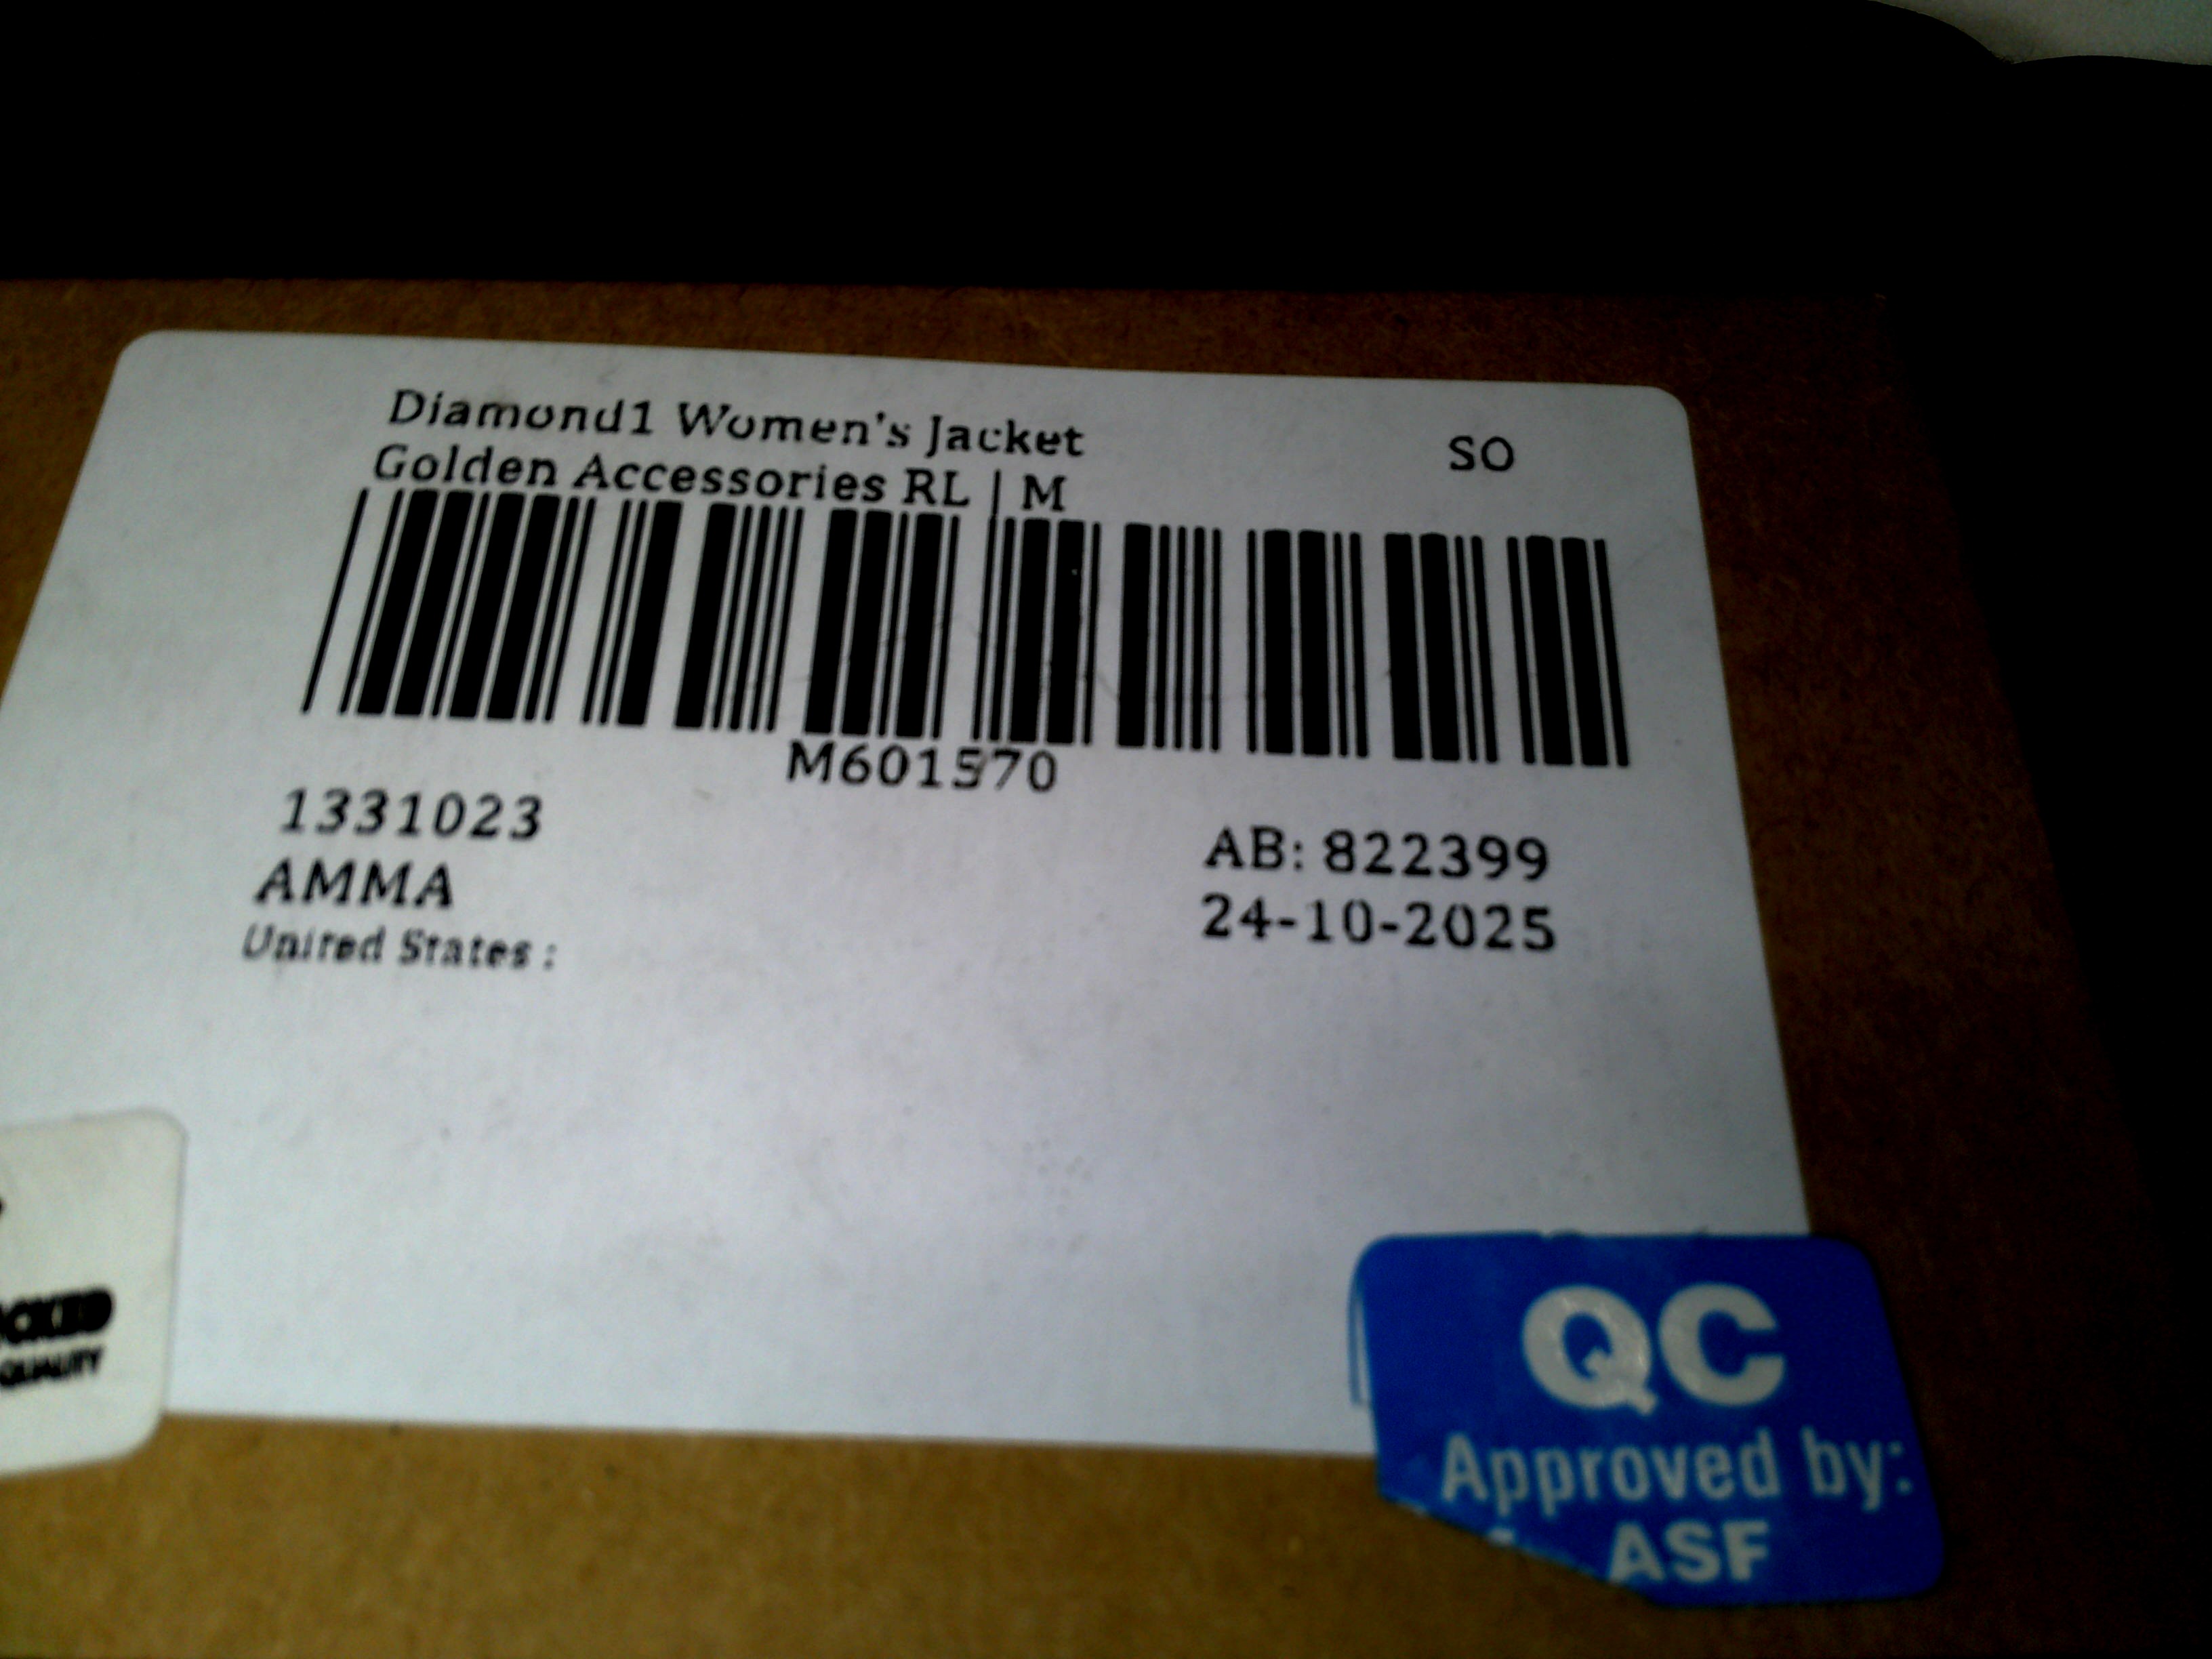 Diamond1 Women's Jacket
Golden Accessories RL | M
SO
M601570
1331023
AMMA
United States :
AB: 822399
24-10-2025
QUALITY
QC
Approved by:
ASF